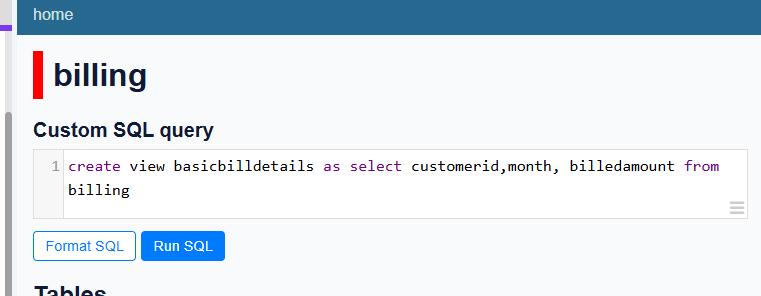 home
billing
Custom SQL query
1 create view basicbilldetails as select customerid,month, billedamount from
billing
Format SQL Run SQL
Tables